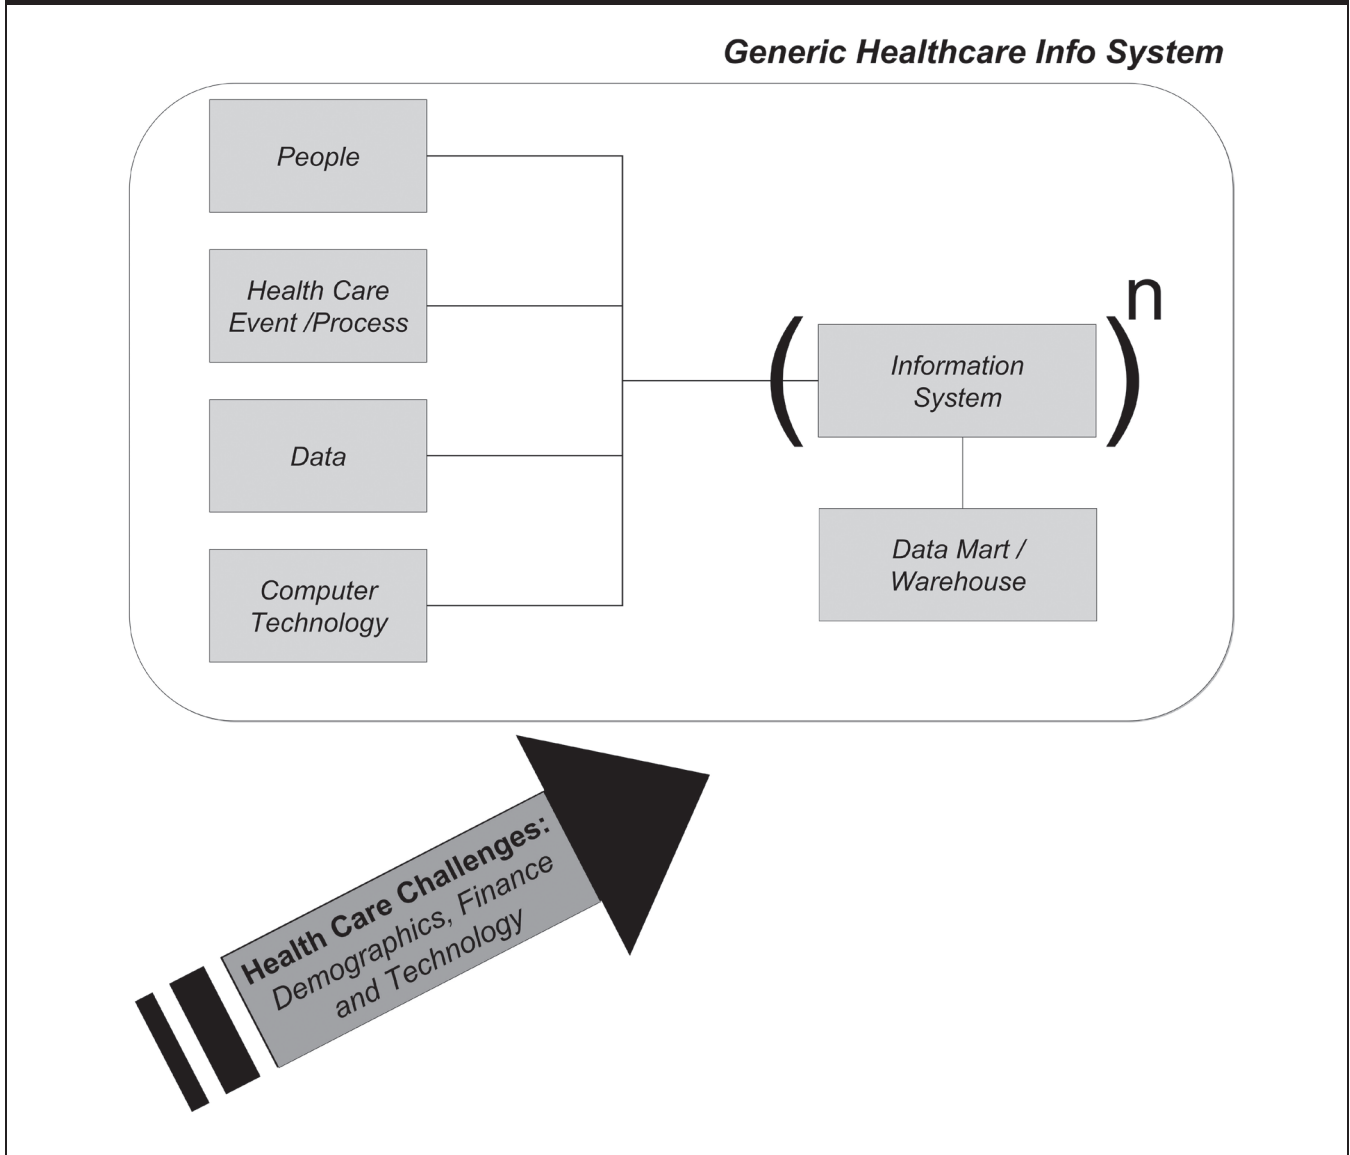 Generic Healthcare Info System
People
Health Care
Event /Process
Data
Computer
Technology
(
Information
System
)
n
Data Mart /
Warehouse
Health Care Challenges:
Demographics, Finance
and Technology